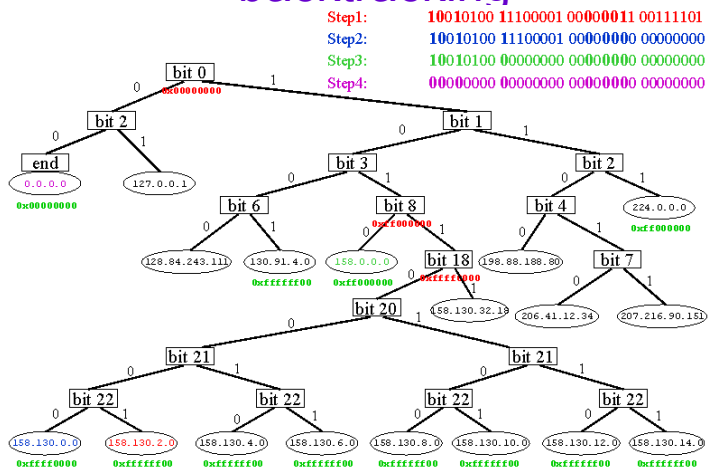 backtracking
Step1: 10010100 11100001 00000011 00111101
Step2: 10010100 11100001 00000000 00000000
Step3: 10010100 00000000 00000000 00000000
Step4: 00000000 00000000 00000000 00000000
bit 0
0 1
0x00000000
bit 2 bit 1
0 1 0 1
end bit 3 bit 2
0.0.0.0 127.0.0.1 0 1 0 1
0x00000000
bit 6 bit 8 bit 4 224.0.0.0
0xff000000 0xff000000
0 1 0 1 0 1
128.84.243.111 130.91.4.0 158.0.0.0 bit 18 198.88.188.80 bit 7
0xffffff00 0xff000000 0xffff0000
0 1 0 1
bit 20 158.130.32.18 206.41.12.34 207.216.90.151
0 1
bit 21 bit 21
0 1 0 1
bit 22 bit 22 bit 22 bit 22
0 1 0 1 0 1 0 1
158.130.0.0 158.130.2.0 158.130.4.0 158.130.6.0 158.130.8.0 158.130.10.0 158.130.12.0 158.130.14.0
0xffff0000 0xffffff00 0xffffff00 0xffffff00 0xffffff00 0xffffff00 0xffffff00 0xffffff00